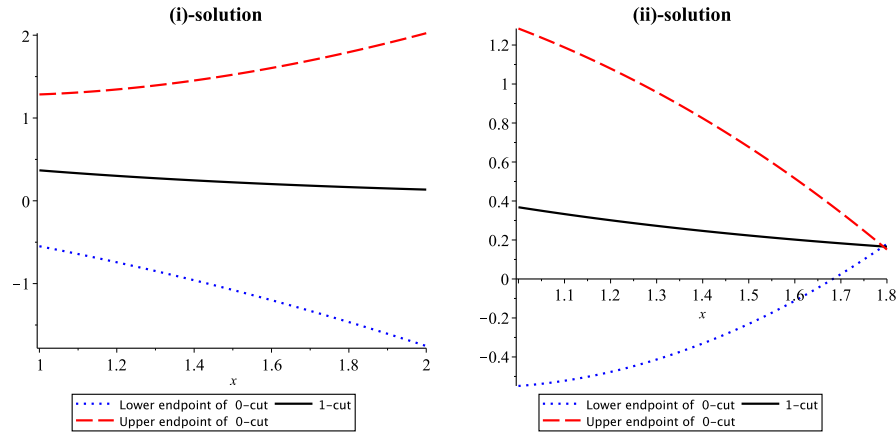 (i)-solution
2
1
0
−1
1
1.2
1.4
1.6
1.8
2
x
Lower endpoint of 0-cut
1-cut
Upper endpoint of 0-cut
(ii)-solution
1.2
1
0.8
0.6
0.4
0.2
0
−0.2
−0.4
1.1
1.2
1.3
1.4
1.5
1.6
1.7
1.8
x
Lower endpoint of 0-cut
1-cut
Upper endpoint of 0-cut